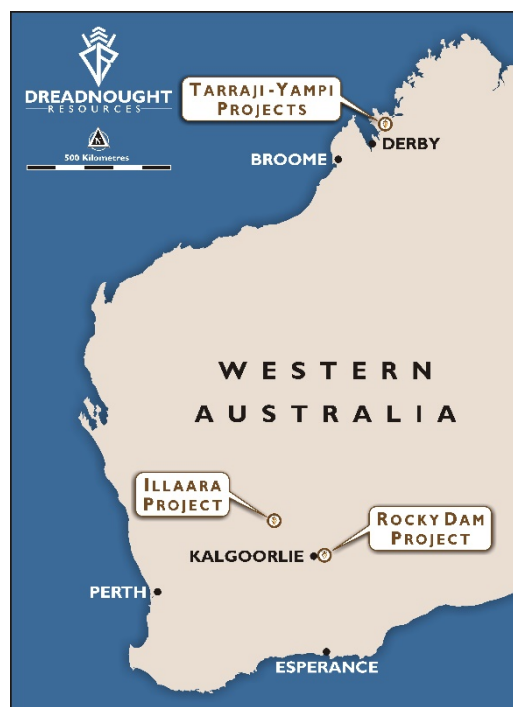 DREADNOUGHT
RESOURCES
500 Kilometres
TARRAJI-YAMPI
PROJECTS
DERBY
BROOME
WESTERN
AUSTRALIA
ILLAARA
PROJECT
ROCKY DAM
PROJECT
KALGOORLIE
PERTH
ESPERANCE